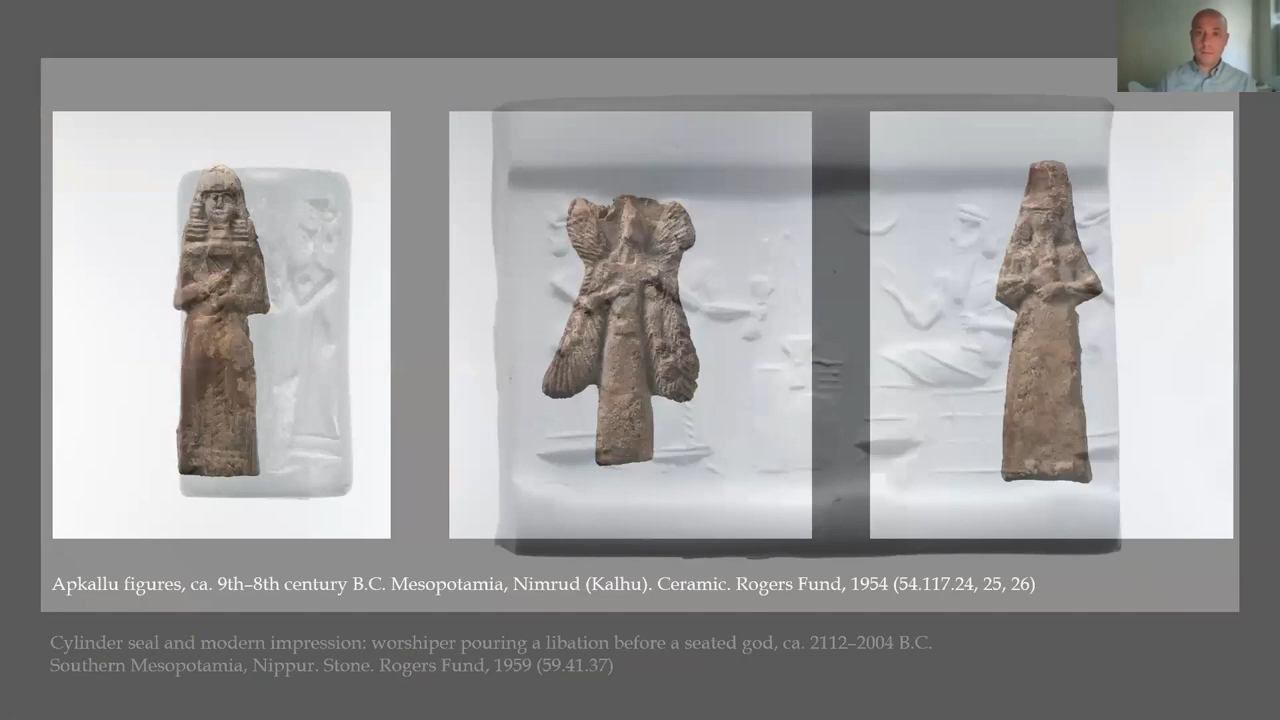 Apkallu figures, ca. 9th–8th century B.C. Mesopotamia, Nimrud (Kalhu). Ceramic. Rogers Fund, 1954 (54.117.24, 25, 26)
Cylinder seal and modern impression: worshiper pouring a libation before a seated god, ca. 2112–2004 B.C.
Southern Mesopotamia, Nippur. Stone. Rogers Fund, 1959 (59.41.37)